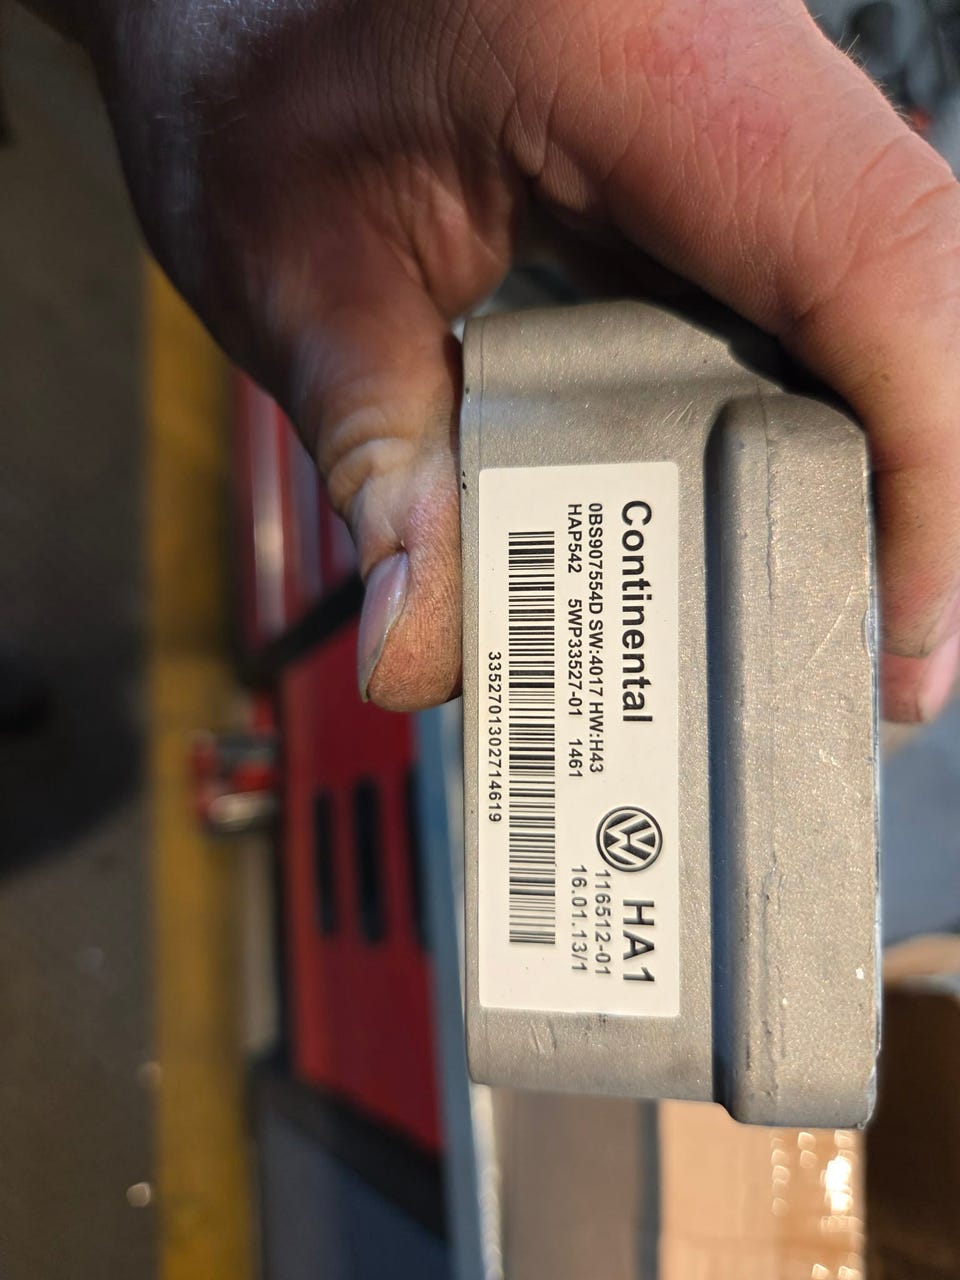 Continental
HA1
0BS907554D SW:4017 HW:H43
116512-01
HAP542 5WP33527-01 1461
16.01.13/1
3352701302714619